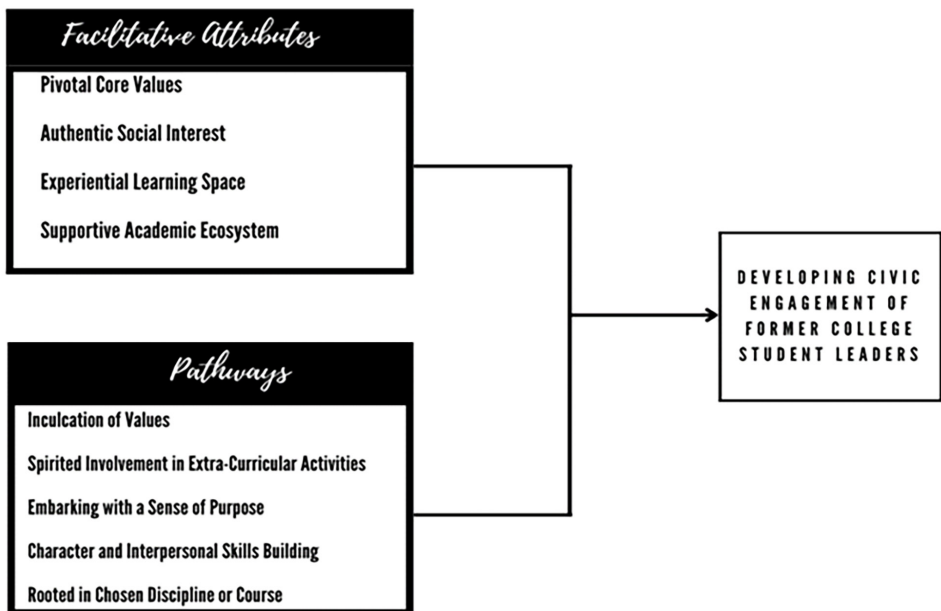 Facilitative Attributes
Pivotal Core Values
Authentic Social Interest
Experiential Learning Space
Supportive Academic Ecosystem
Pathways
Inculcation of Values
Spirited Involvement in Extra-Curricular Activities
Embarking with a Sense of Purpose
Character and Interpersonal Skills Building
Rooted in Chosen Discipline or Course
DEVELOPING CIVIC
ENGAGEMENT OF
FORMER COLLEGE
STUDENT LEADERS